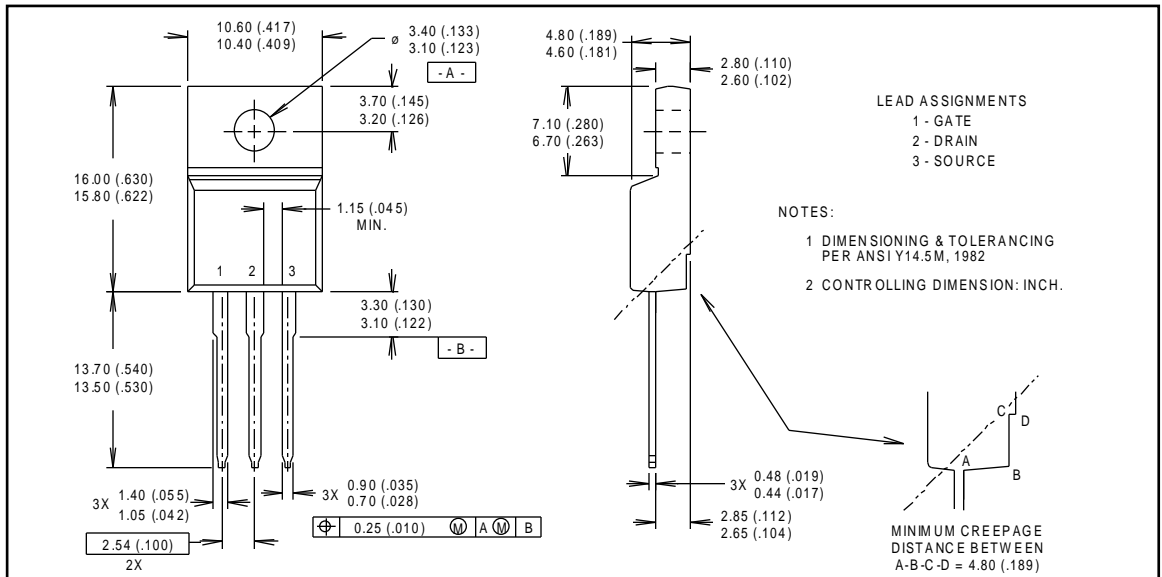 10.60 (.417)
10.40 (.409)
ø 3.40 (.133)
3.10 (.123)
- A -
3.70 (.145)
3.20 (.126)
16.00 (.630)
15.80 (.622)
1.15 (.045)
MIN.
1 2 3
3.30 (.130)
3.10 (.122)
- B -
13.70 (.540)
13.50 (.530)
3X 1.40 (.055)
1.05 (.042)
3X 0.90 (.035)
0.70 (.028)
0.25 (.010) Ⓜ A Ⓜ B
2.54 (.100)
2X
4.80 (.189)
4.60 (.181)
2.80 (.110)
2.60 (.102)
7.10 (.280)
6.70 (.263)
3X 0.48 (.019)
0.44 (.017)
2.85 (.112)
2.65 (.104)
LEAD ASSIGNMENTS
1 - GATE
2 - DRAIN
3 - SOURCE
NOTES:
1 DIMENSIONING & TOLERANCING
PER ANSI Y14.5M, 1982
2 CONTROLLING DIMENSION: INCH.
C
D
A
B
MINIMUM CREEPAGE
DISTANCE BETWEEN
A-B-C-D = 4.80 (.189)